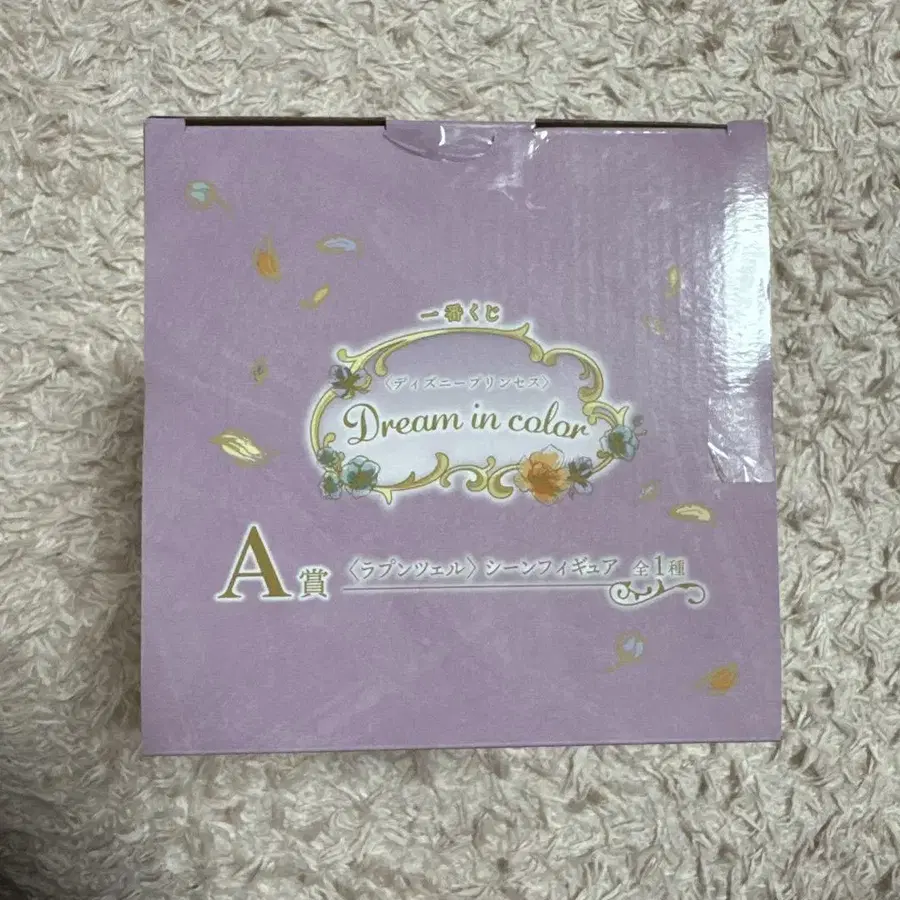 一番くじ
〈ディズニープリンセス〉
Dream in color
A賞 〈ラプンツェル〉シーンフィギュア 全1種